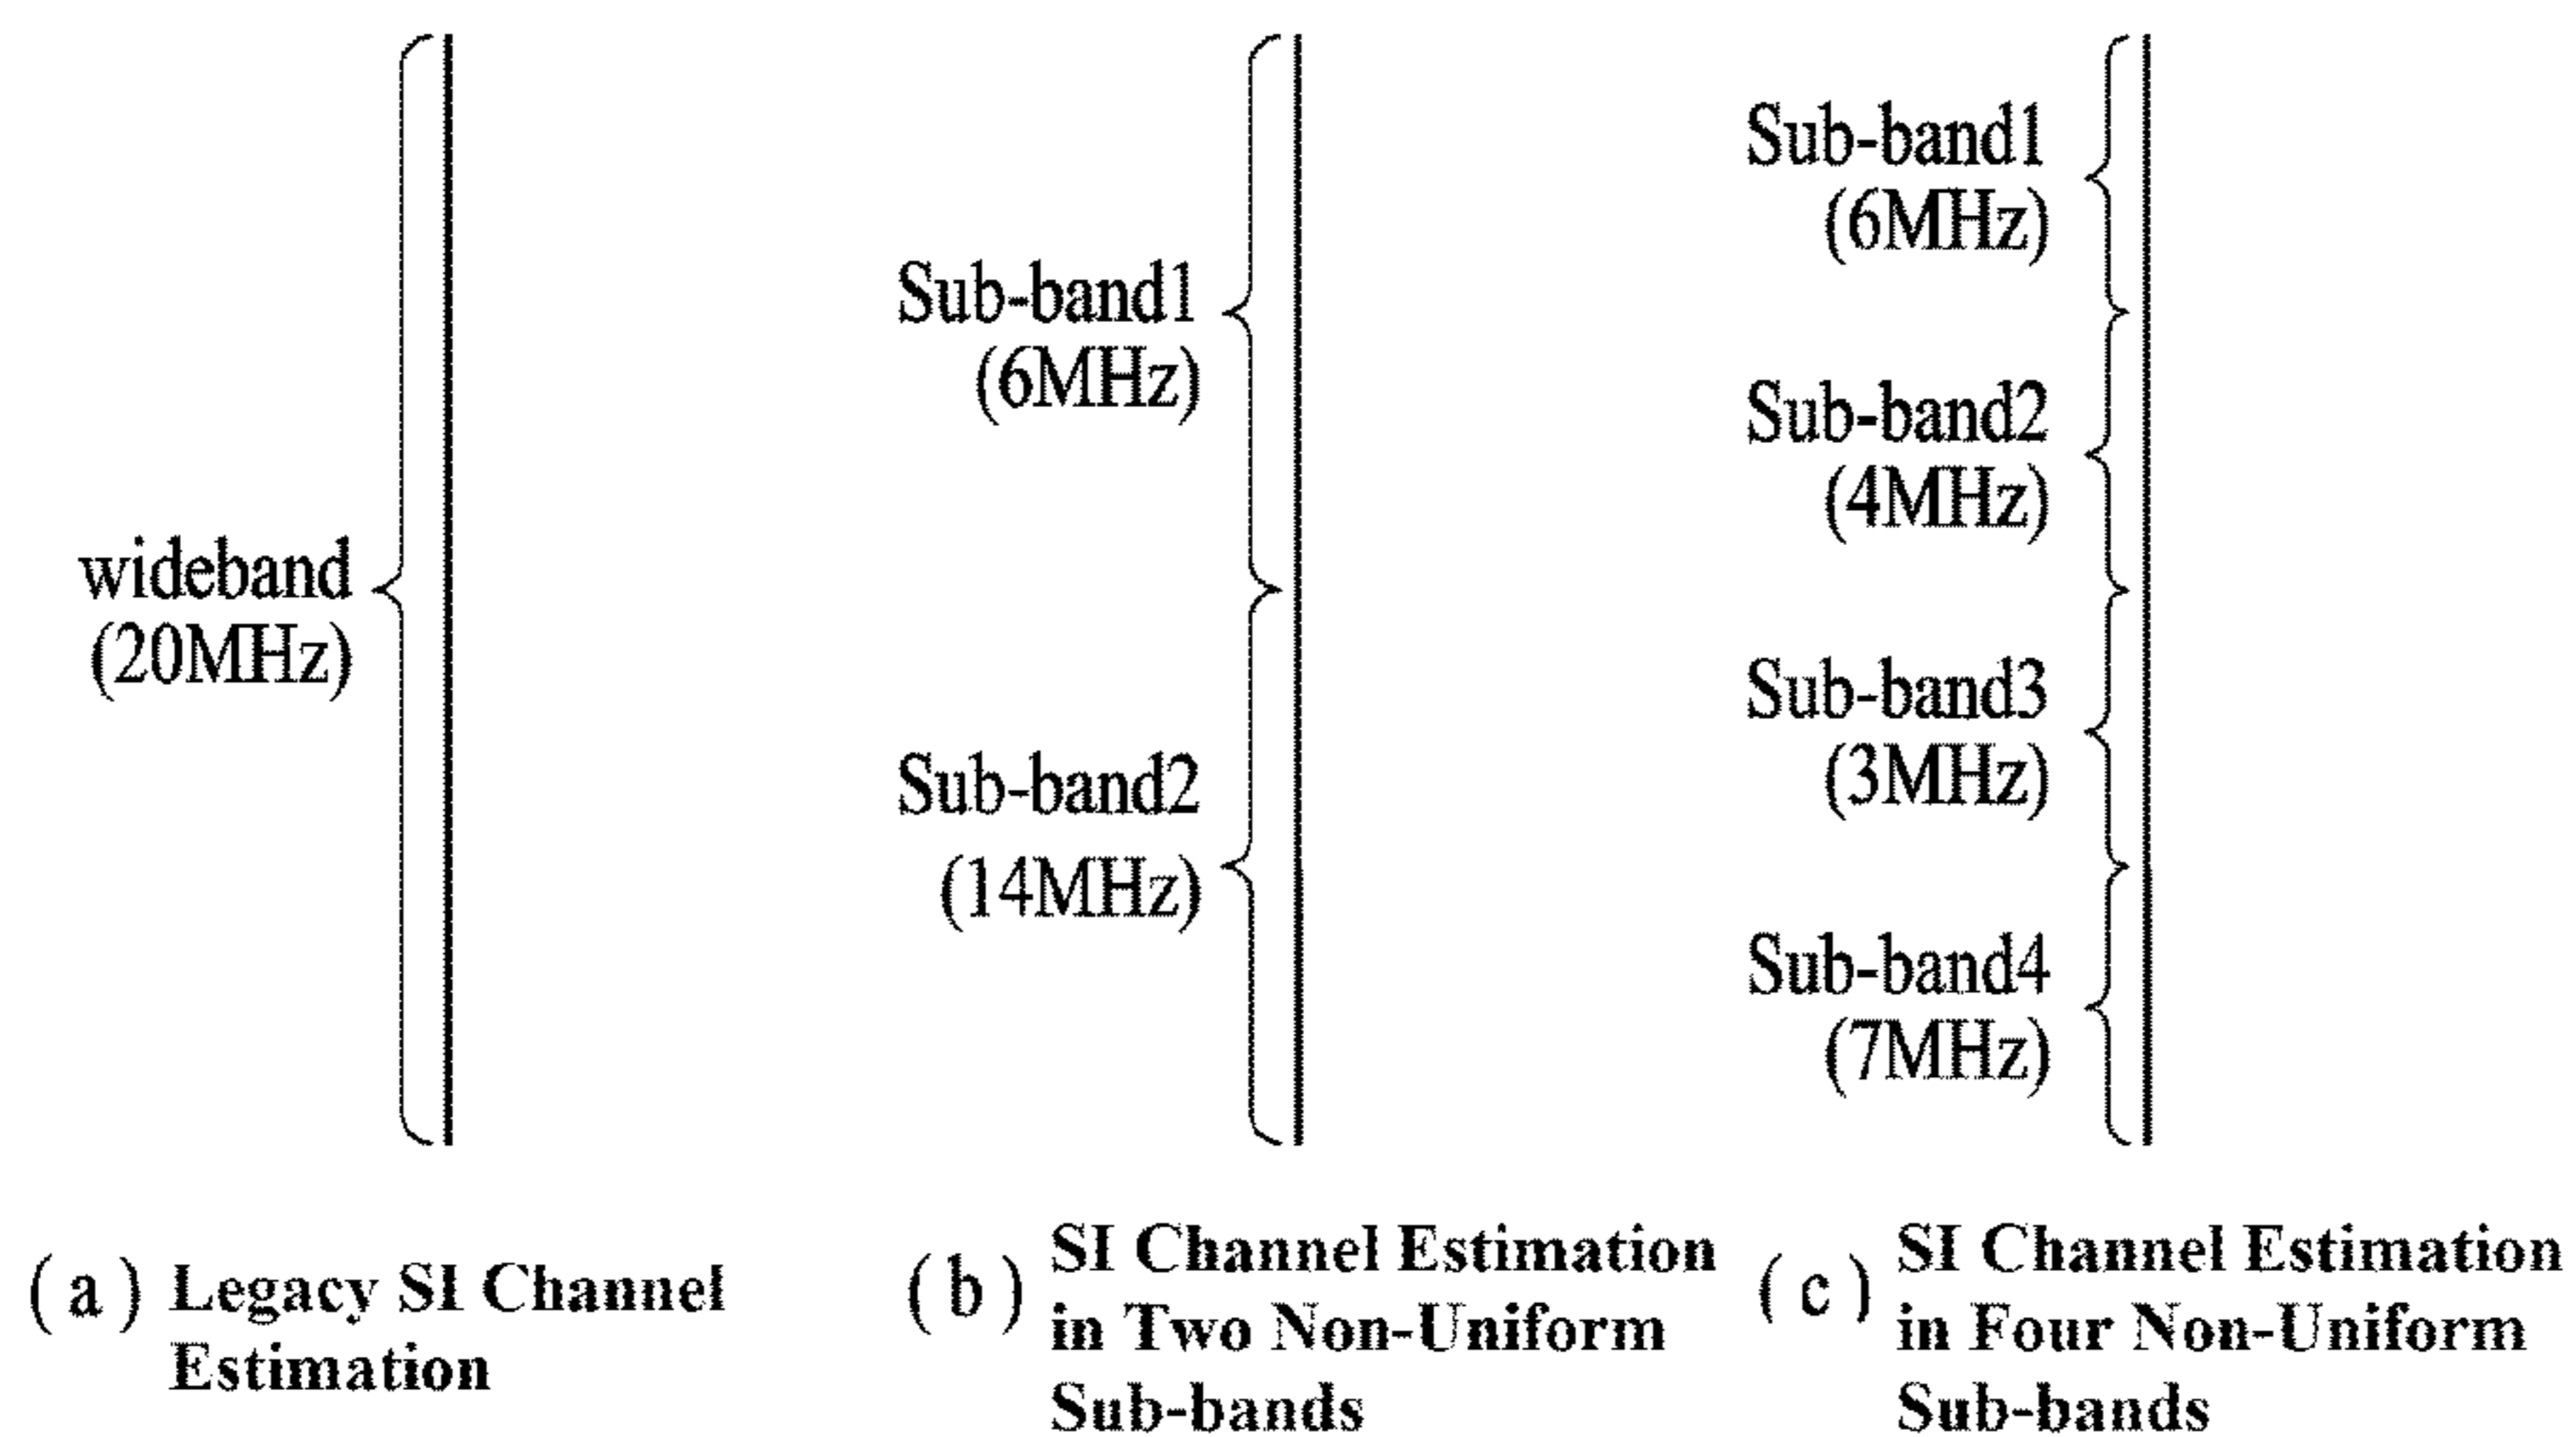 wideband
(20MHz)
Sub-band1
(6MHz)
Sub-band2
(14MHz)
Sub-band1
(6MHz)
Sub-band2
(4MHz)
Sub-band3
(3MHz)
Sub-band4
(7MHz)
(a) Legacy SI Channel
Estimation
(b) SI Channel Estimation
in Two Non-Uniform
Sub-bands
(c) SI Channel Estimation
in Four Non-Uniform
Sub-bands